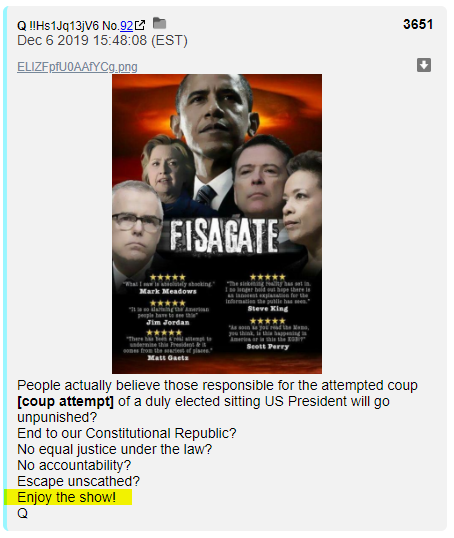 Q !!Hs1Jq13jV6 No.92
3651
Dec 6 2019 15:48:08 (EST)
ELIZFpfU0AAfYCg.png
FISAGATE
★★★★★
"What I saw is absolutely shocking."
Mark Meadows
★★★★★
"It is so alarming the American
people have to see this"
Jim Jordan
★★★★★
"There has been a real attempt to
undermine this President & it
comes from the scariest of places."
Matt Gaetz
★★★★★
"The sickening reality has set in.
I no longer hold out hope there is
an innocent explanation for the
information the public has seen."
Steve King
★★★★★
"As soon as you read the Memo,
you think, is this happening in
America or is this the KGB?"
Scott Perry
People actually believe those responsible for the attempted coup
[coup attempt] of a duly elected sitting US President will go
unpunished?
End to our Constitutional Republic?
No equal justice under the law?
No accountability?
Escape unscathed?
Enjoy the show!
Q